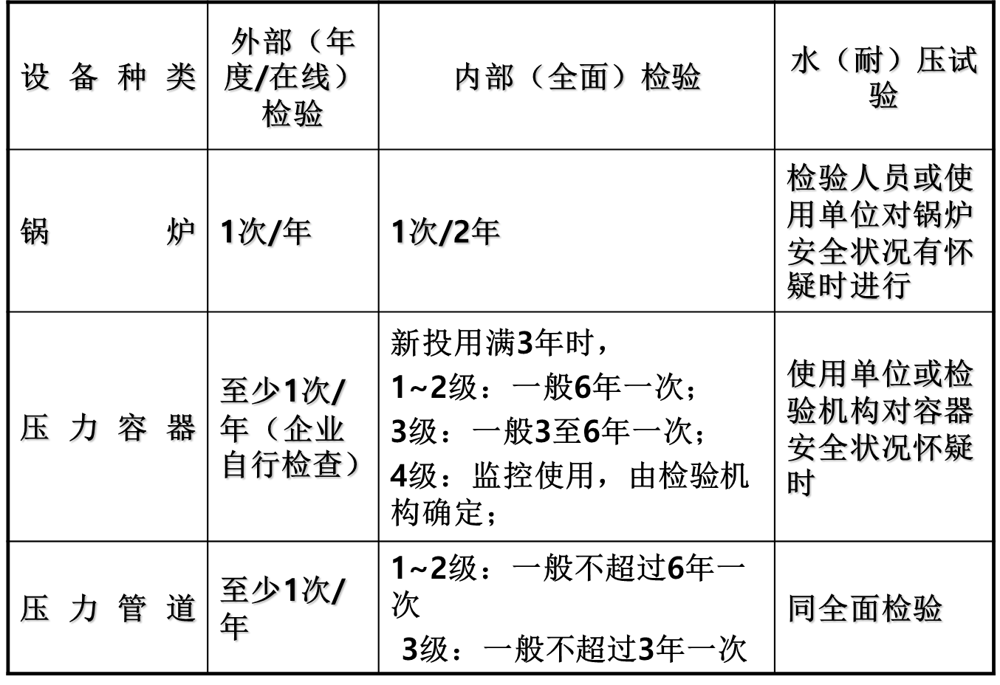 设备种类
外部（年
度/在线）
检验
内部（全面）检验
水（耐）压试
验
锅炉
1次/年
1次/2年
检验人员或使
用单位对锅炉
安全状况有怀
疑时进行
压力容器
至少1次/
年（企业
自行检查）
新投用满3年时，
1~2级：一般6年一次；
3级：一般3至6年一次；
4级：监控使用，由检验机
构确定；
使用单位或检
验机构对容器
安全状况怀疑
时
压力管道
至少1次/
年
1~2级：一般不超过6年一
次
3级：一般不超过3年一次
同全面检验